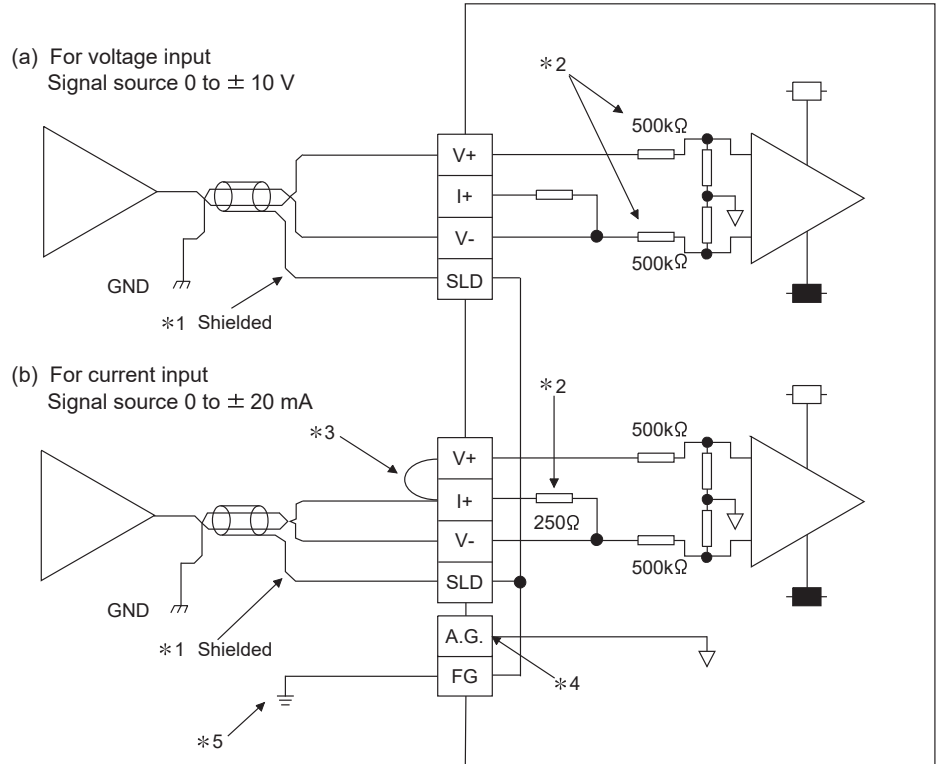 (a) For voltage input
Signal source 0 to ± 10 V
∗2
500kΩ
V+
I+
V-
500kΩ
SLD
GND
∗1 Shielded
(b) For current input
Signal source 0 to ± 20 mA
∗2
∗3
500kΩ
V+
I+
250Ω
V-
500kΩ
SLD
GND
A.G.
∗1 Shielded
FG
∗4
∗5